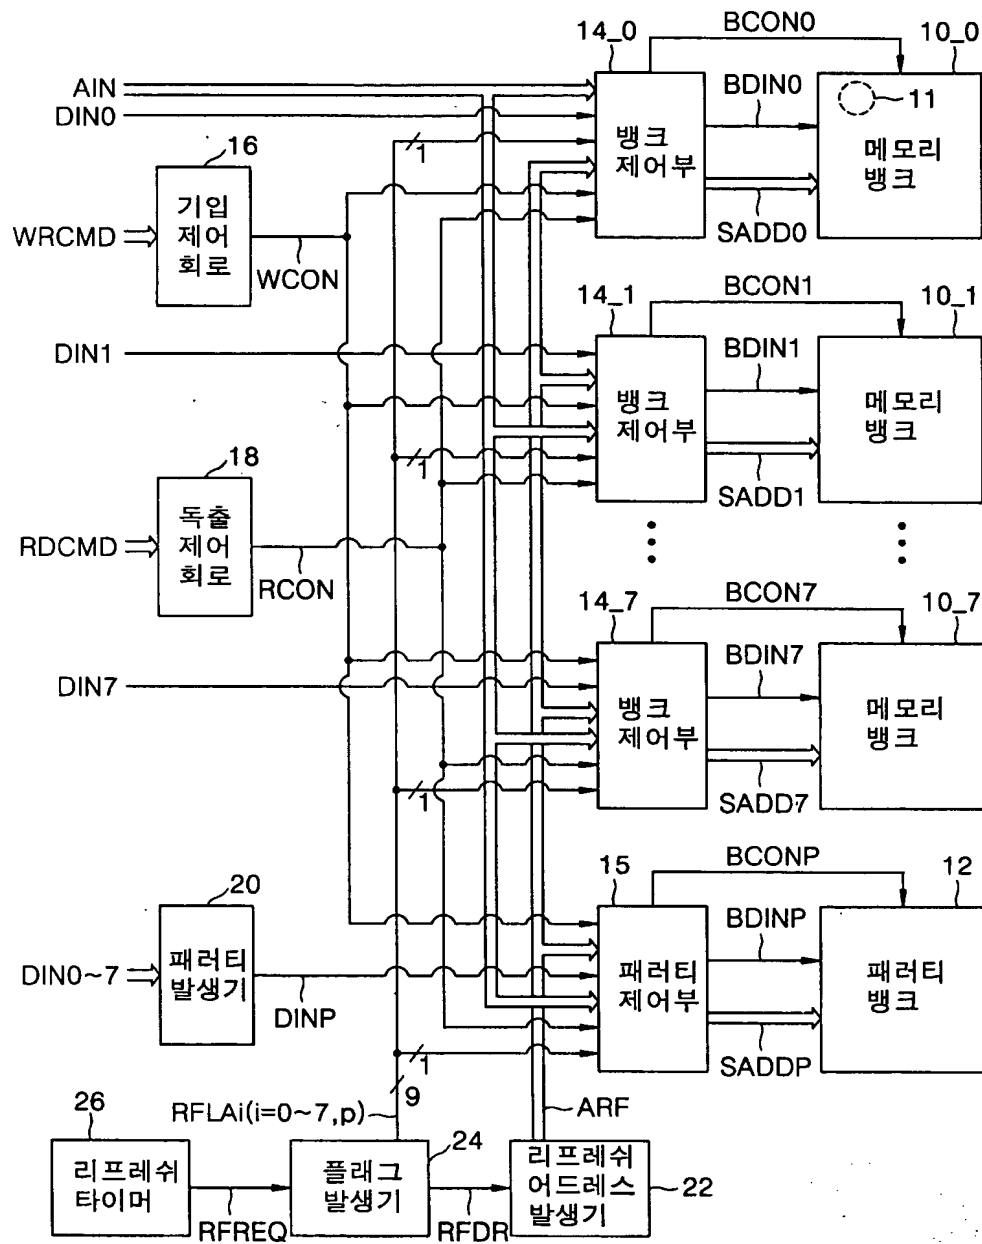 BCON0
14_0
10_0
AIN
BDIN0
11
DIN0
1
뱅크
제어부
메모리
뱅크
16
기입
제어
회로
WRCMD
WCON
SADD0
BCON1
14_1
10_1
DIN1
BDIN1
뱅크
제어부
메모리
뱅크
18
1
SADD1
독출
제어
회로
RDCMD
RCON
BCON7
14_7
10_7
BDIN7
DIN7
뱅크
제어부
메모리
뱅크
1
SADD7
BCONP
15
12
20
BDINP
DIN0~7
패러티
발생기
DINP
패러티
제어부
패러티
뱅크
1
SADDP
9
RFLAi(i=0~7,p)
ARF
26
24
리프레쉬
타이머
플래그
발생기
리프레쉬
어드레스
발생기
22
RFREQ
RFDR